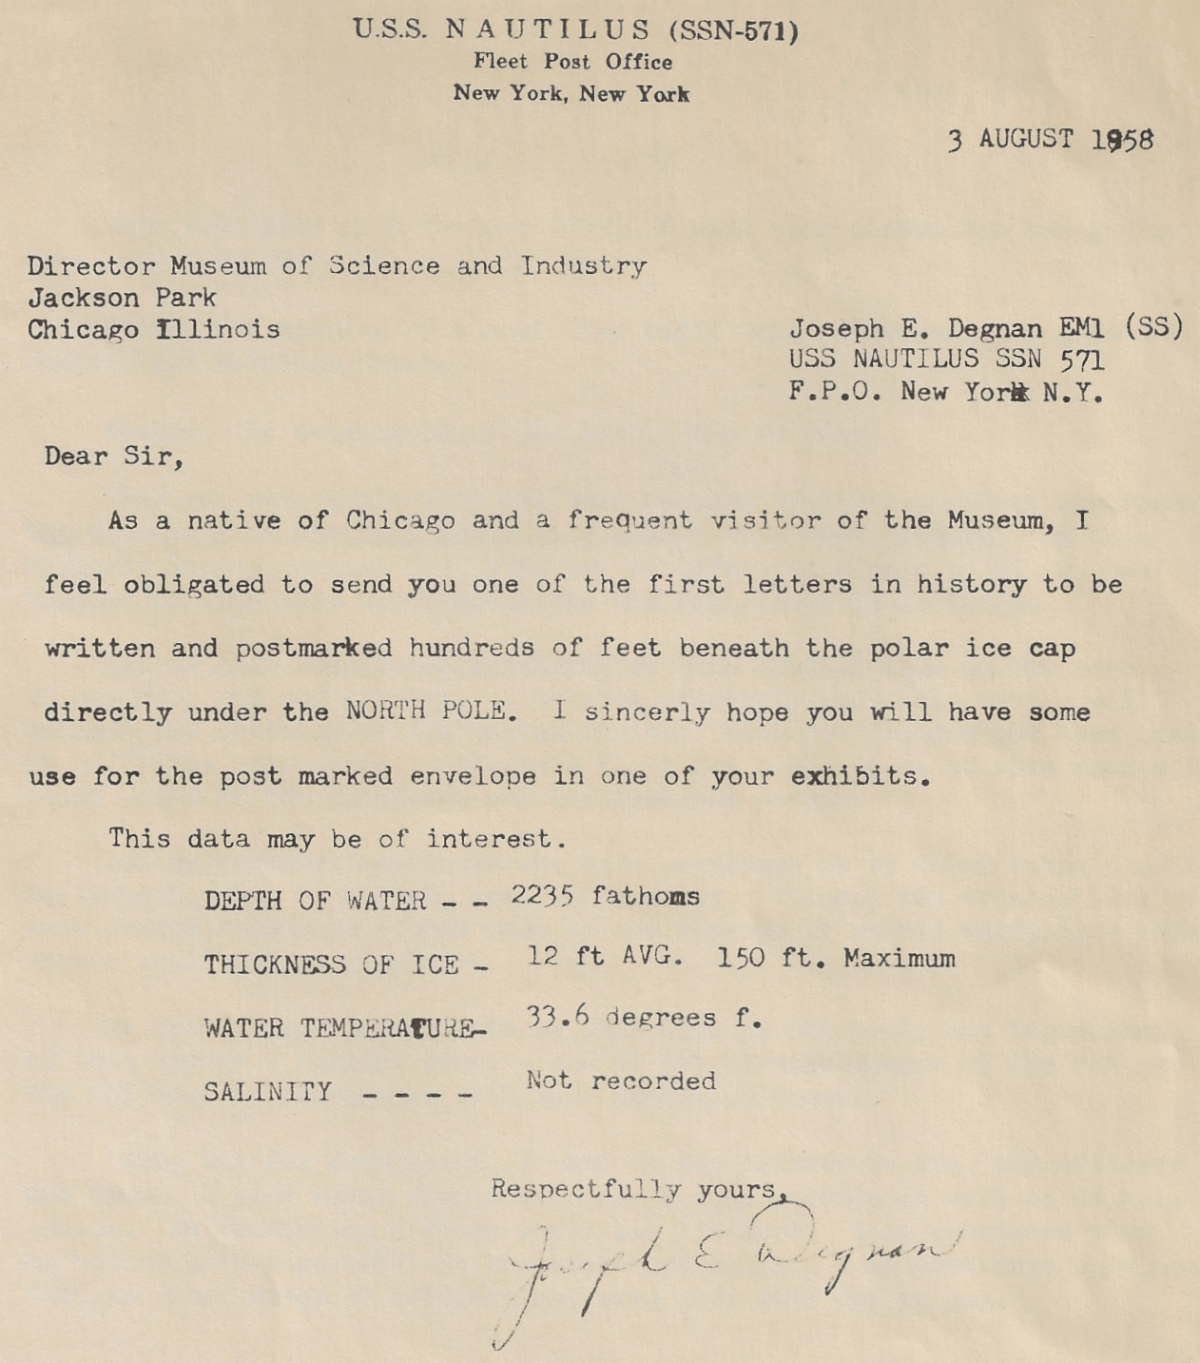 U.S.S. NAUTILUS (SSN-571)
Fleet Post Office
New York, New York
3 AUGUST 1958
Director Museum of Science and Industry
Jackson Park
Chicago Illinois
Joseph E. Degnan EM1 (SS)
USS NAUTILUS SSN 571
F.P.O. New York N.Y.
Dear Sir,
As a native of Chicago and a frequent visitor of the Museum, I
feel obligated to send you one of the first letters in history to be
written and postmarked hundreds of feet beneath the polar ice cap
directly under the NORTH POLE. I sincerly hope you will have some
use for the post marked envelope in one of your exhibits.
This data may be of interest.
DEPTH OF WATER - - 2235 fathoms
THICKNESS OF ICE - 12 ft AVG. 150 ft. Maximum
WATER TEMPERATURE- 33.6 degrees f.
SALINITY - - - - Not recorded
Respectfully yours,
Joseph E Degnan